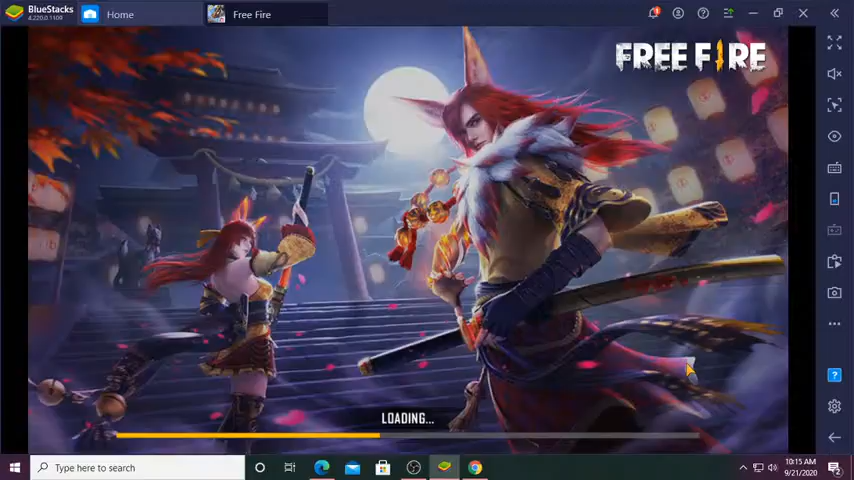 BlueStacks
4.220.0.1109
Home
Free Fire
FREE FIRE
LOADING...
Type here to search
10:15 AM
9/21/2020
2